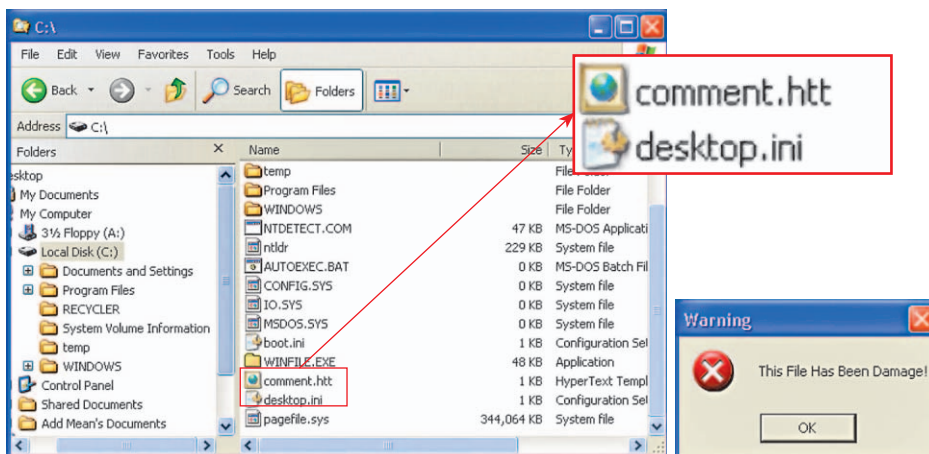 C:\
File Edit View Favorites Tools Help
Back Search Folders
Address C:\
Folders
esktop
My Documents
My Computer
3½ Floppy (A:)
Local Disk (C:)
Documents and Settings
Program Files
RECYCLER
System Volume Information
temp
WINDOWS
Control Panel
Shared Documents
Add Mean's Documents
Name Size Ty
temp File Folder
Program Files File Folder
WINDOWS File Folder
NTDETECT.COM 47 KB MS-DOS Applicati
ntldr 229 KB System file
AUTOEXEC.BAT 0 KB MS-DOS Batch Fil
CONFIG.SYS 0 KB System file
IO.SYS 0 KB System file
MSDOS.SYS 0 KB System file
boot.ini 1 KB Configuration Set
WINFILE.EXE 48 KB Application
comment.htt 1 KB HyperText Templ
desktop.ini 1 KB Configuration Set
pagefile.sys 344,064 KB System file
comment.htt
desktop.ini
Warning
This File Has Been Damage!
OK